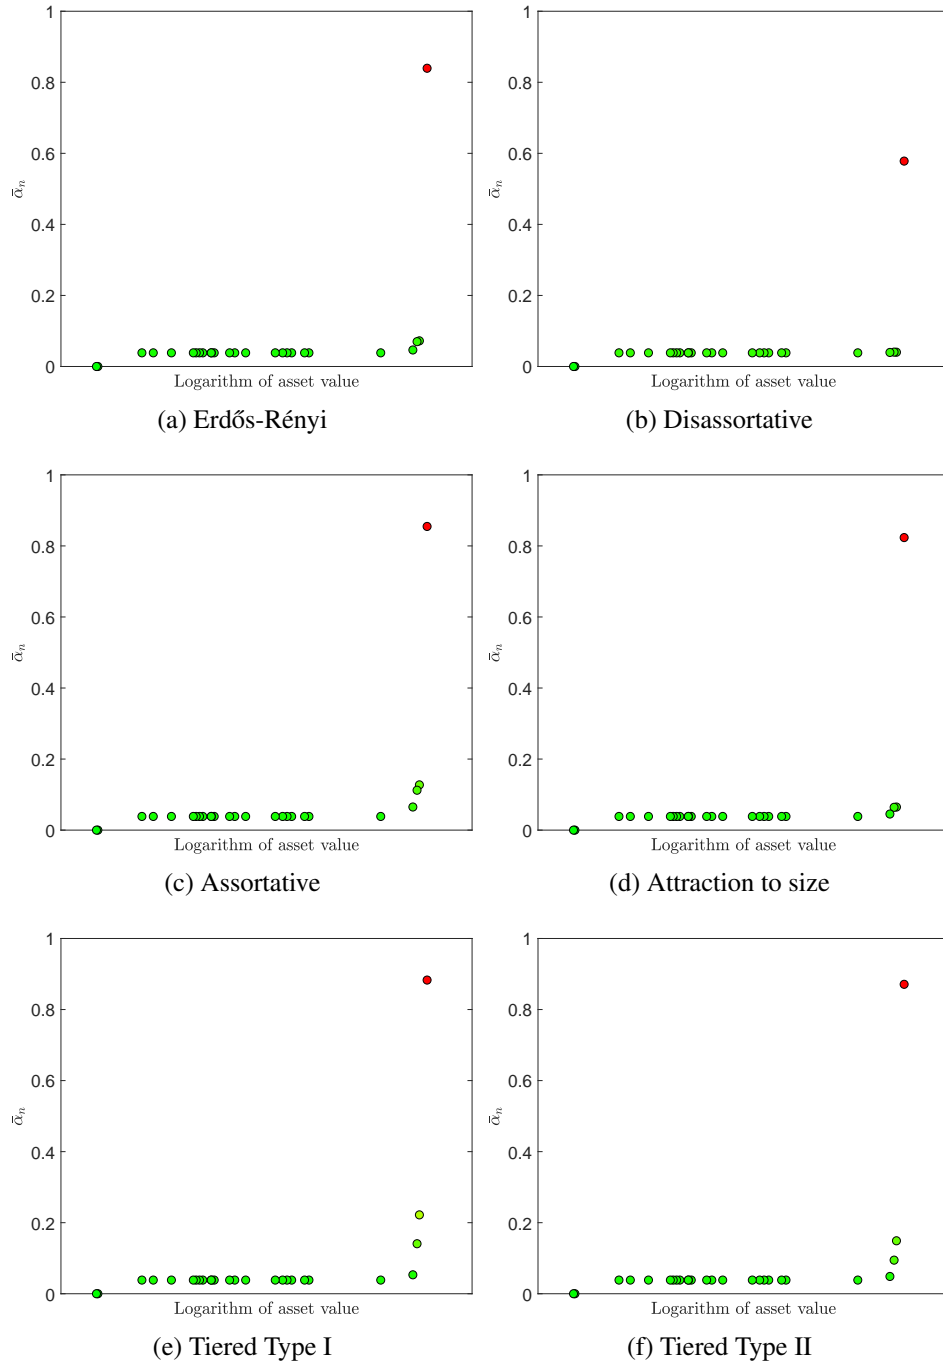 1
0.8
0.6
ᾱₙ
0.4
0.2
0
Logarithm of asset value
(a) Erdős-Rényi
1
0.8
0.6
ᾱₙ
0.4
0.2
0
Logarithm of asset value
(b) Disassortative
1
0.8
0.6
ᾱₙ
0.4
0.2
0
Logarithm of asset value
(c) Assortative
1
0.8
0.6
ᾱₙ
0.4
0.2
0
Logarithm of asset value
(d) Attraction to size
1
0.8
0.6
ᾱₙ
0.4
0.2
0
Logarithm of asset value
(e) Tiered Type I
1
0.8
0.6
ᾱₙ
0.4
0.2
0
Logarithm of asset value
(f) Tiered Type II